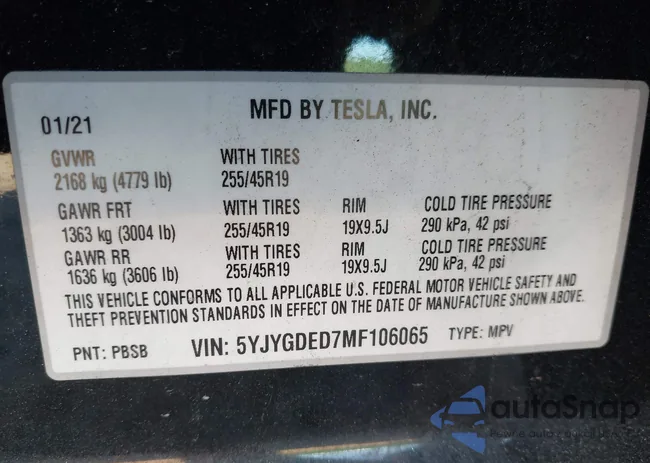 MFD BY TESLA, INC.
01/21
GVWR WITH TIRES
2168 kg (4779 lb) 255/45R19
GAWR FRT WITH TIRES RIM COLD TIRE PRESSURE
1363 kg (3004 lb) 255/45R19 19X9.5J 290 kPa, 42 psi
GAWR RR WITH TIRES RIM COLD TIRE PRESSURE
1636 kg (3606 lb) 255/45R19 19X9.5J 290 kPa, 42 psi
THIS VEHICLE CONFORMS TO ALL APPLICABLE U.S. FEDERAL MOTOR VEHICLE SAFETY AND
THEFT PREVENTION STANDARDS IN EFFECT ON THE DATE OF MANUFACTURE SHOWN ABOVE.
PNT: PBSB VIN: 5YJYGDED7MF106065 TYPE: MPV
autoSnap